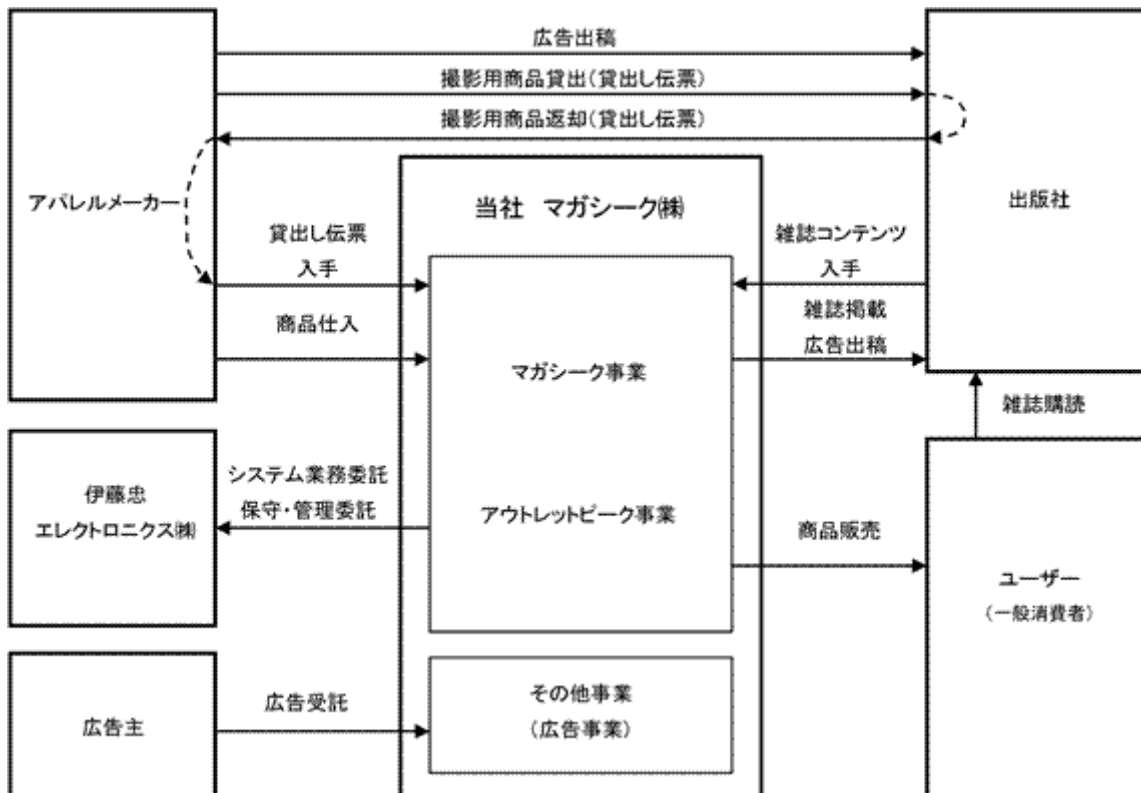 広告出稿
撮影用商品貸出(貸出し伝票)
撮影用商品返却(貸出し伝票)
アパレルメーカー
出版社
当社 マガシーク㈱
貸出し伝票
入手
商品仕入
雑誌コンテンツ
入手
雑誌掲載
広告出稿
マガシーク事業
アウトレットピーク事業
雑誌購読
伊藤忠
エレクトロニクス㈱
システム業務委託
保守・管理委託
商品販売
ユーザー
(一般消費者)
広告主
広告受託
その他事業
(広告事業)